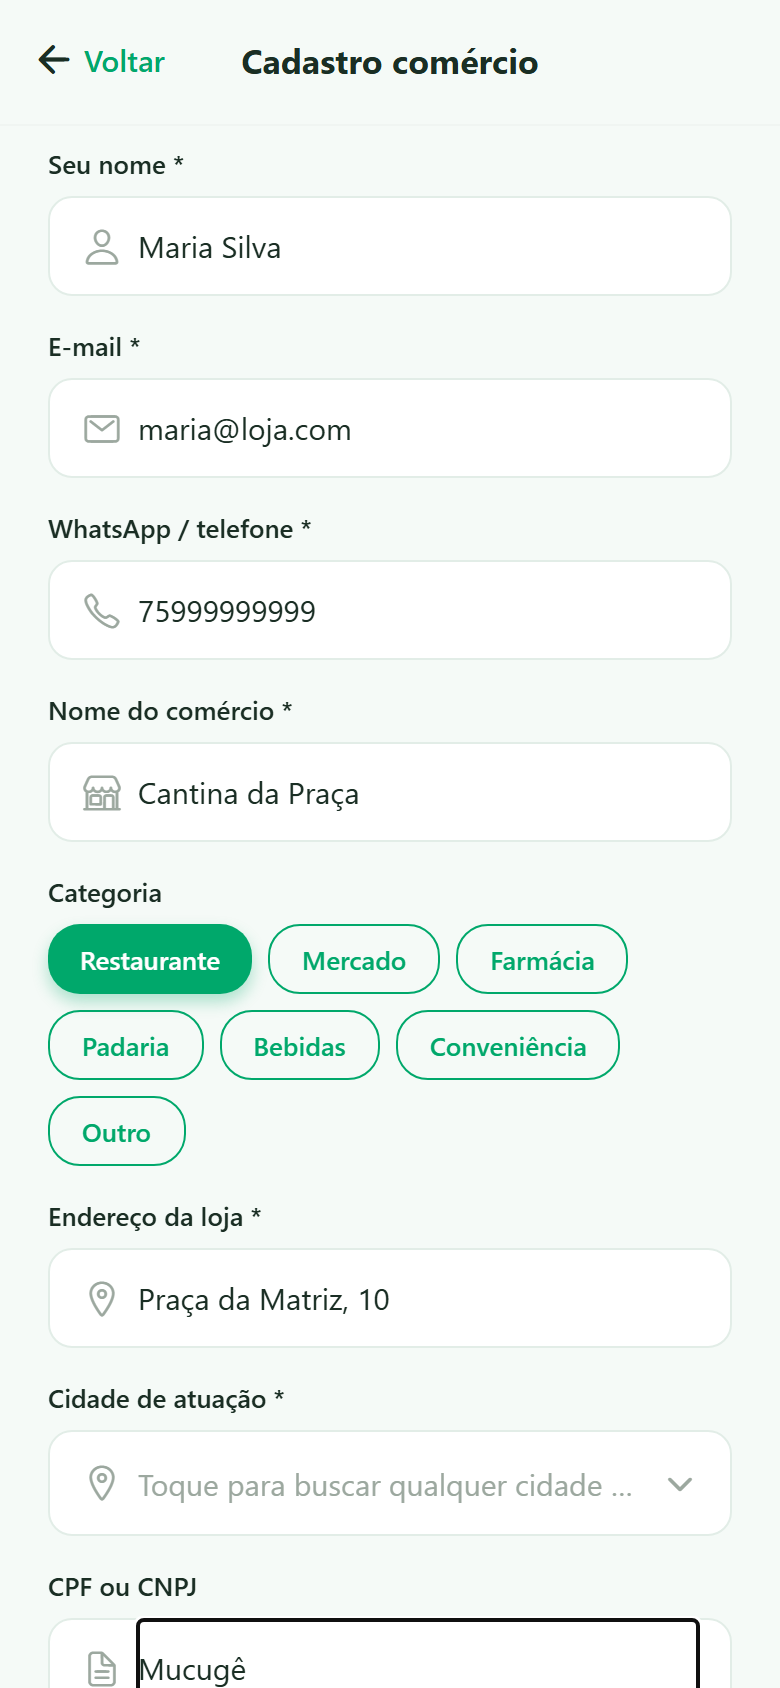 Voltar
Cadastro comércio
Seu nome *
Maria Silva
E-mail *
maria@loja.com
WhatsApp / telefone *
75999999999
Nome do comércio *
Cantina da Praça
Categoria
Restaurante
Mercado
Farmácia
Padaria
Bebidas
Conveniência
Outro
Endereço da loja *
Praça da Matriz, 10
Cidade de atuação *
Toque para buscar qualquer cidade ...
CPF ou CNPJ
Mucugê